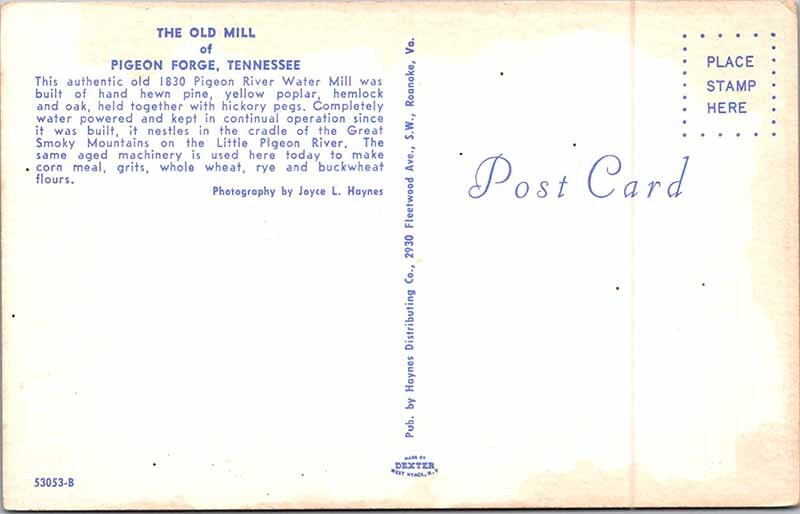 THE OLD MILL
of
PIGEON FORGE, TENNESSEE
This authentic old 1830 Pigeon River Water Mill was
built of hand hewn pine, yellow poplar, hemlock
and oak, held together with hickory pegs. Completely
water powered and kept in continual operation since
it was built, it nestles in the cradle of the Great
Smoky Mountains on the Little Pigeon River. The
same aged machinery is used here today to make
corn meal, grits, whole wheat, rye and buckwheat
flours.
Photography by Joyce L. Haynes
53053-B
Pub. by Haynes Distributing Co., 2930 Fleetwood Ave., S.W., Roanoke, Va.
MADE BY
DEXTER
WEST NYACK, N.Y.
PLACE
STAMP
HERE
Post Card